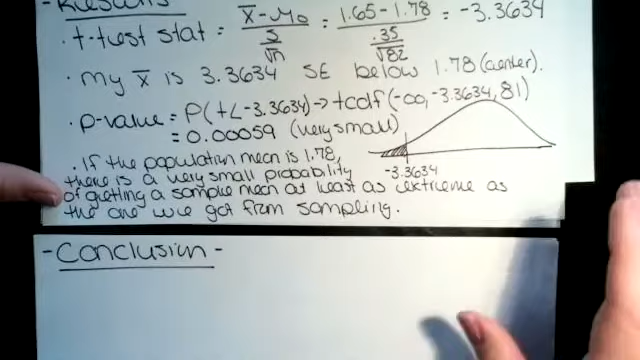 - Results -
· t-test stat = x̄ - μ₀ / s/√n = 1.65 - 1.78 / .35/√82 = -3.3634
· My x̄ is 3.3634 SE below 1.78 (center).
· p-value = P(t < -3.3634) → tcdf(-∞, -3.3634, 81)
= 0.00059 (very small)
-3.3634
· If the population mean is 1.78,
there is a very small probability
of getting a sample mean at least as extreme as
the one we got from sampling.
- Conclusion -